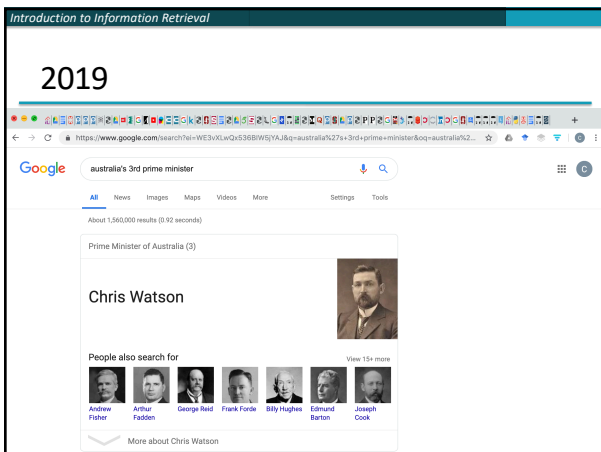 Introduction to Information Retrieval
2019
https://www.google.com/search?ei=WE3vXLwQx536BIW5jYAJ&q=australia%27s+3rd+prime+minister&oq=australia%2...
C
Google
australia's 3rd prime minister
All News Images Maps Videos More Settings Tools
About 1,560,000 results (0.92 seconds)
Prime Minister of Australia (3)
Chris Watson
People also search for View 15+ more
Andrew Fisher
Arthur Fadden
George Reid
Frank Forde
Billy Hughes
Edmund Barton
Joseph Cook
More about Chris Watson